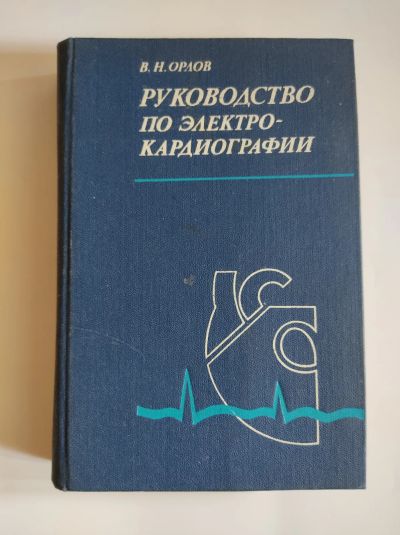 В. Н. ОРЛОВ
РУКОВОДСТВО
ПО ЭЛЕКТРО-
КАРДИОГРАФИИ